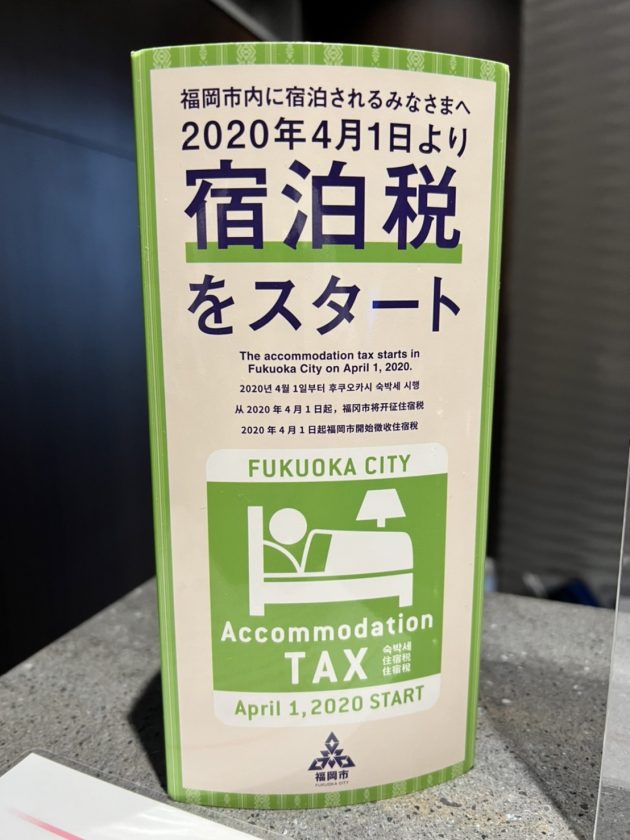 福岡市内に宿泊されるみなさまへ
2020年4月1日より
宿泊税
をスタート
The accommodation tax starts in
Fukuoka City on April 1, 2020.
2020년 4월 1일부터 후쿠오카시 숙박세 시행
从 2020 年 4 月 1 日起，福冈市将开征住宿税
2020 年 4 月 1 日起福岡市開始徵收住宿稅
FUKUOKA CITY
Accommodation
TAX
숙박세
住宿税
住宿稅
April 1, 2020 START
福岡市
FUKUOKA CITY